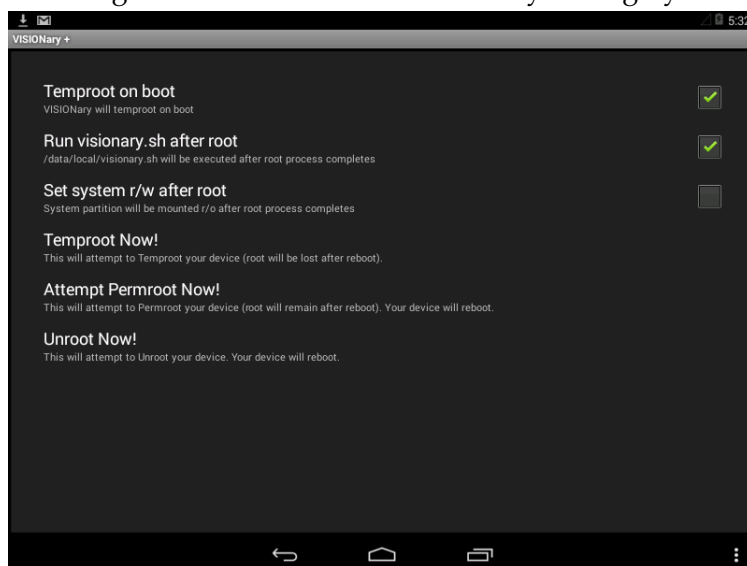 5:32
VISIONary +
Temproot on boot
VISIONary will temproot on boot
Run visionary.sh after root
/data/local/visionary.sh will be executed after root process completes
Set system r/w after root
System partition will be mounted r/o after root process completes
Temproot Now!
This will attempt to Temproot your device (root will be lost after reboot).
Attempt Permroot Now!
This will attempt to Permroot your device (root will remain after reboot). Your device will reboot.
Unroot Now!
This will attempt to Unroot your device. Your device will reboot.